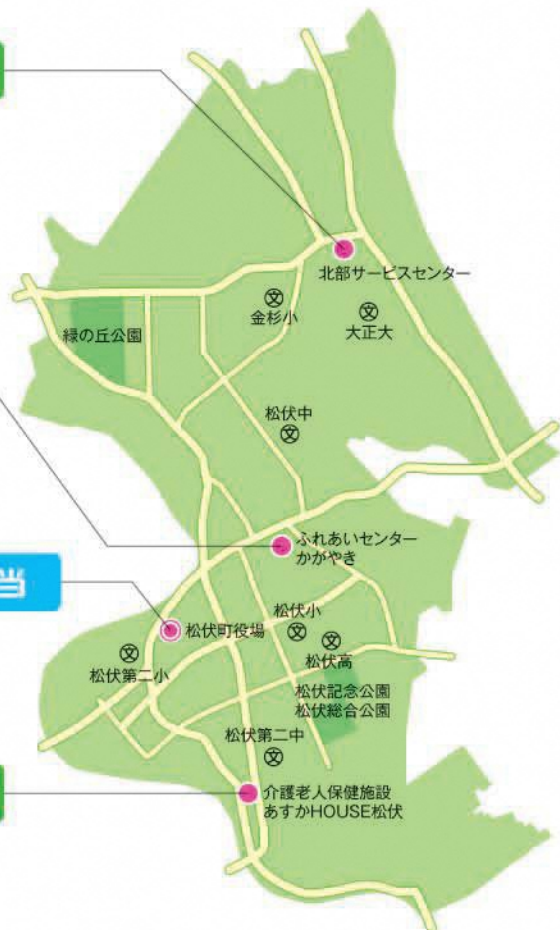 北部サービスセンター
金杉小
大正大
緑の丘公園
松伏中
ふれあいセンター
かがやき
当
松伏小
松伏町役場
松伏高
松伏第二小
松伏記念公園
松伏総合公園
松伏第二中
介護老人保健施設
あすかHOUSE松伏